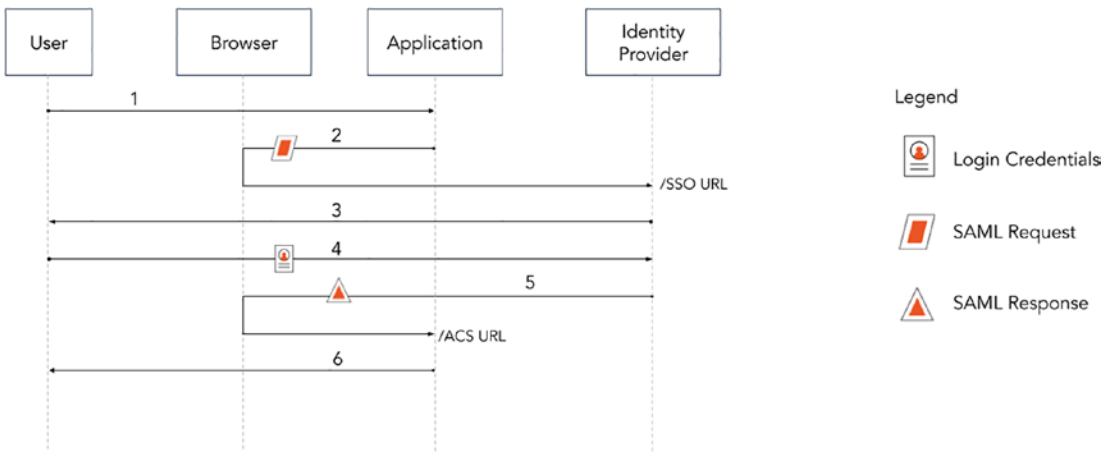 User
Browser
Application
Identity
Provider
1
2
/SSO URL
3
4
5
/ACS URL
6
Legend
Login Credentials
SAML Request
SAML Response